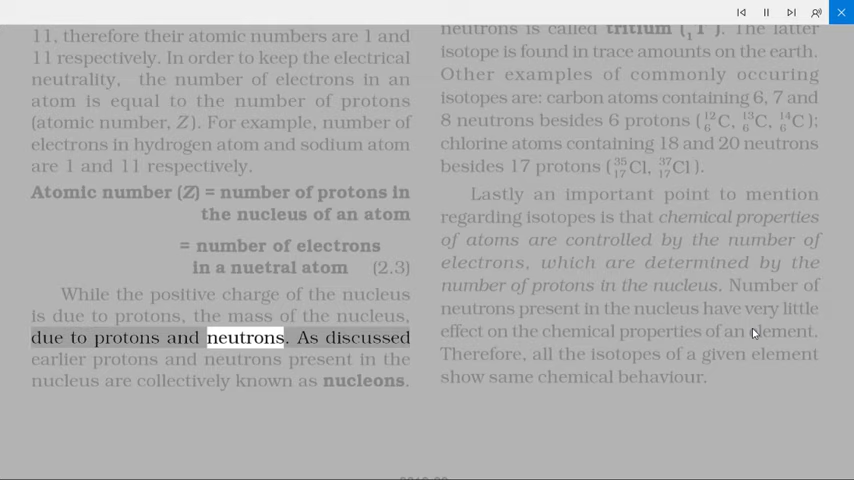 11, therefore their atomic numbers are 1 and
11 respectively. In order to keep the electrical
neutrality, the number of electrons in an
atom is equal to the number of protons
(atomic number, Z). For example, number of
electrons in hydrogen atom and sodium atom
are 1 and 11 respectively.
Atomic number (Z) = number of protons in
the nucleus of an atom
= number of electrons
in a nuetral atom (2.3)
While the positive charge of the nucleus
is due to protons, the mass of the nucleus,
due to protons and neutrons. As discussed
earlier protons and neutrons present in the
nucleus are collectively known as nucleons.
neutrons is called tritium (₁T ). The latter
isotope is found in trace amounts on the earth.
Other examples of commonly occuring
isotopes are: carbon atoms containing 6, 7 and
8 neutrons besides 6 protons (¹²₆C, ¹³₆C, ¹⁴₆C);
chlorine atoms containing 18 and 20 neutrons
besides 17 protons (³⁵₁₇Cl, ³⁷₁₇Cl).
Lastly an important point to mention
regarding isotopes is that chemical properties
of atoms are controlled by the number of
electrons, which are determined by the
number of protons in the nucleus. Number of
neutrons present in the nucleus have very little
effect on the chemical properties of an element.
Therefore, all the isotopes of a given element
show same chemical behaviour.